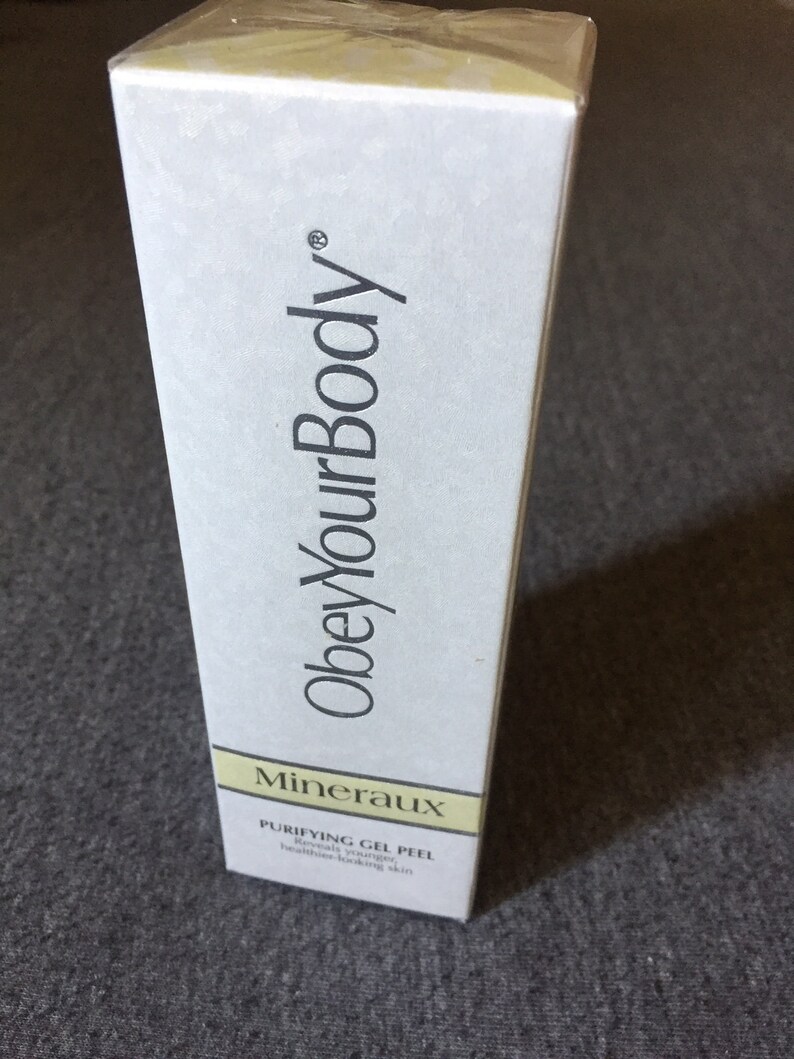 ObeyYourBody®
Mineraux
PURIFYING GEL PEEL
Reveals younger,
healthier-looking skin